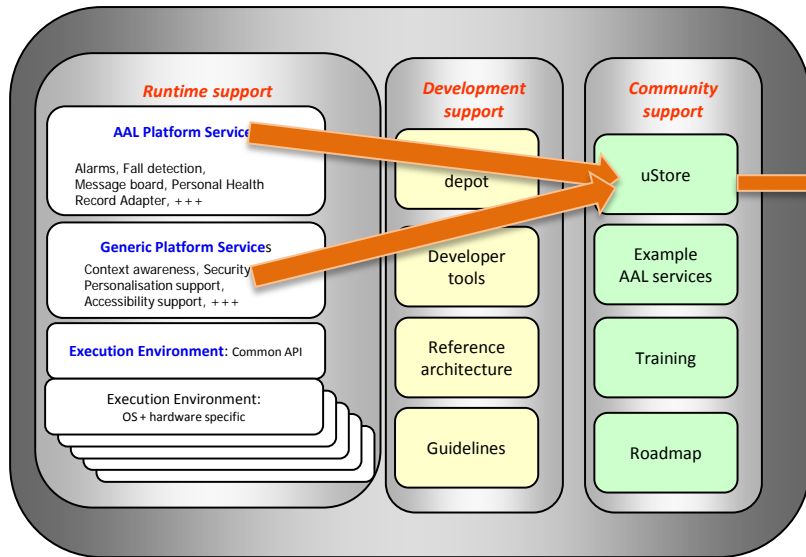 Runtime support
AAL Platform Servic
Alarms, Fall detection,
Message board, Personal Health
Record Adapter, +++
Generic Platform Services
Context awareness, Security
Personalisation support,
Accessibility support, +++
Execution Environment: Common API
Execution Environment:
OS + hardware specific
Development
support
depot
Developer
tools
Reference
architecture
Guidelines
Community
support
uStore
Example
AAL services
Training
Roadmap